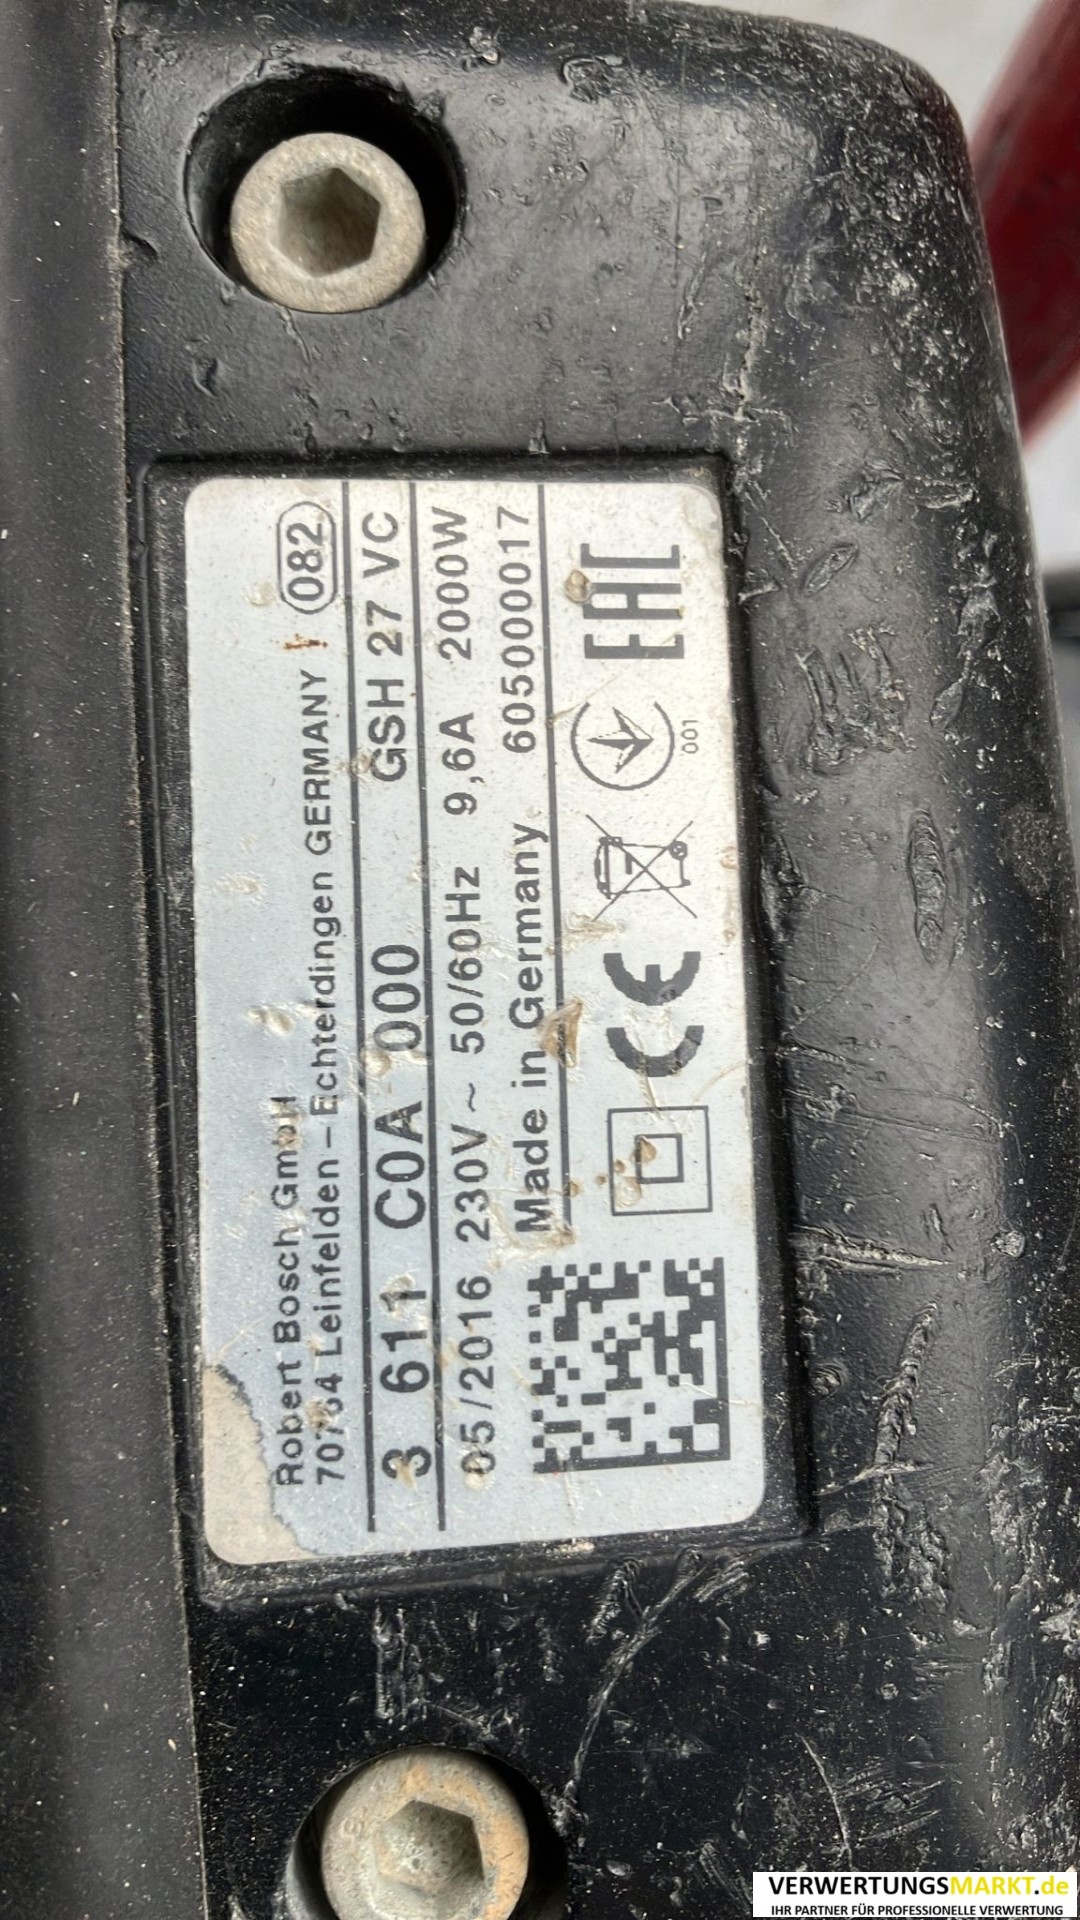 Robert Bosch GmbH
70764 Leinfelden – Echterdingen GERMANY 082
3 611 C0A 000 GSH 27 VC
05/2016 230V ~ 50/60Hz 9,6A 2000W
Made in Germany 605000017
CE
001
EAC
VERWERTUNGSMARKT.de
IHR PARTNER FÜR PROFESSIONELLE VERWERTUNG